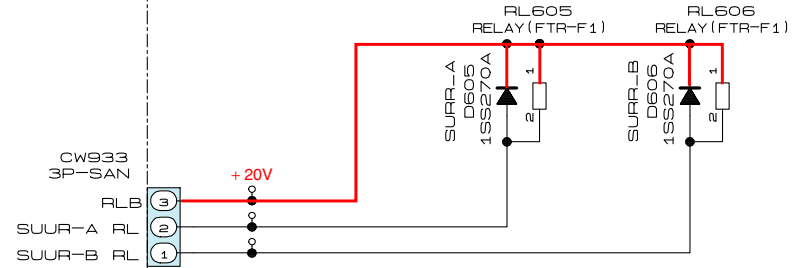 RL605
RELAY(FTR-F1)
RL606
RELAY(FTR-F1)
SURR_A
D605
1SS270A
1
2
SURR_B
D606
1SS270A
1
2
CW933
3P-SAN
+20V
RLB 3
SUUR-A RL 2
SUUR-B RL 1